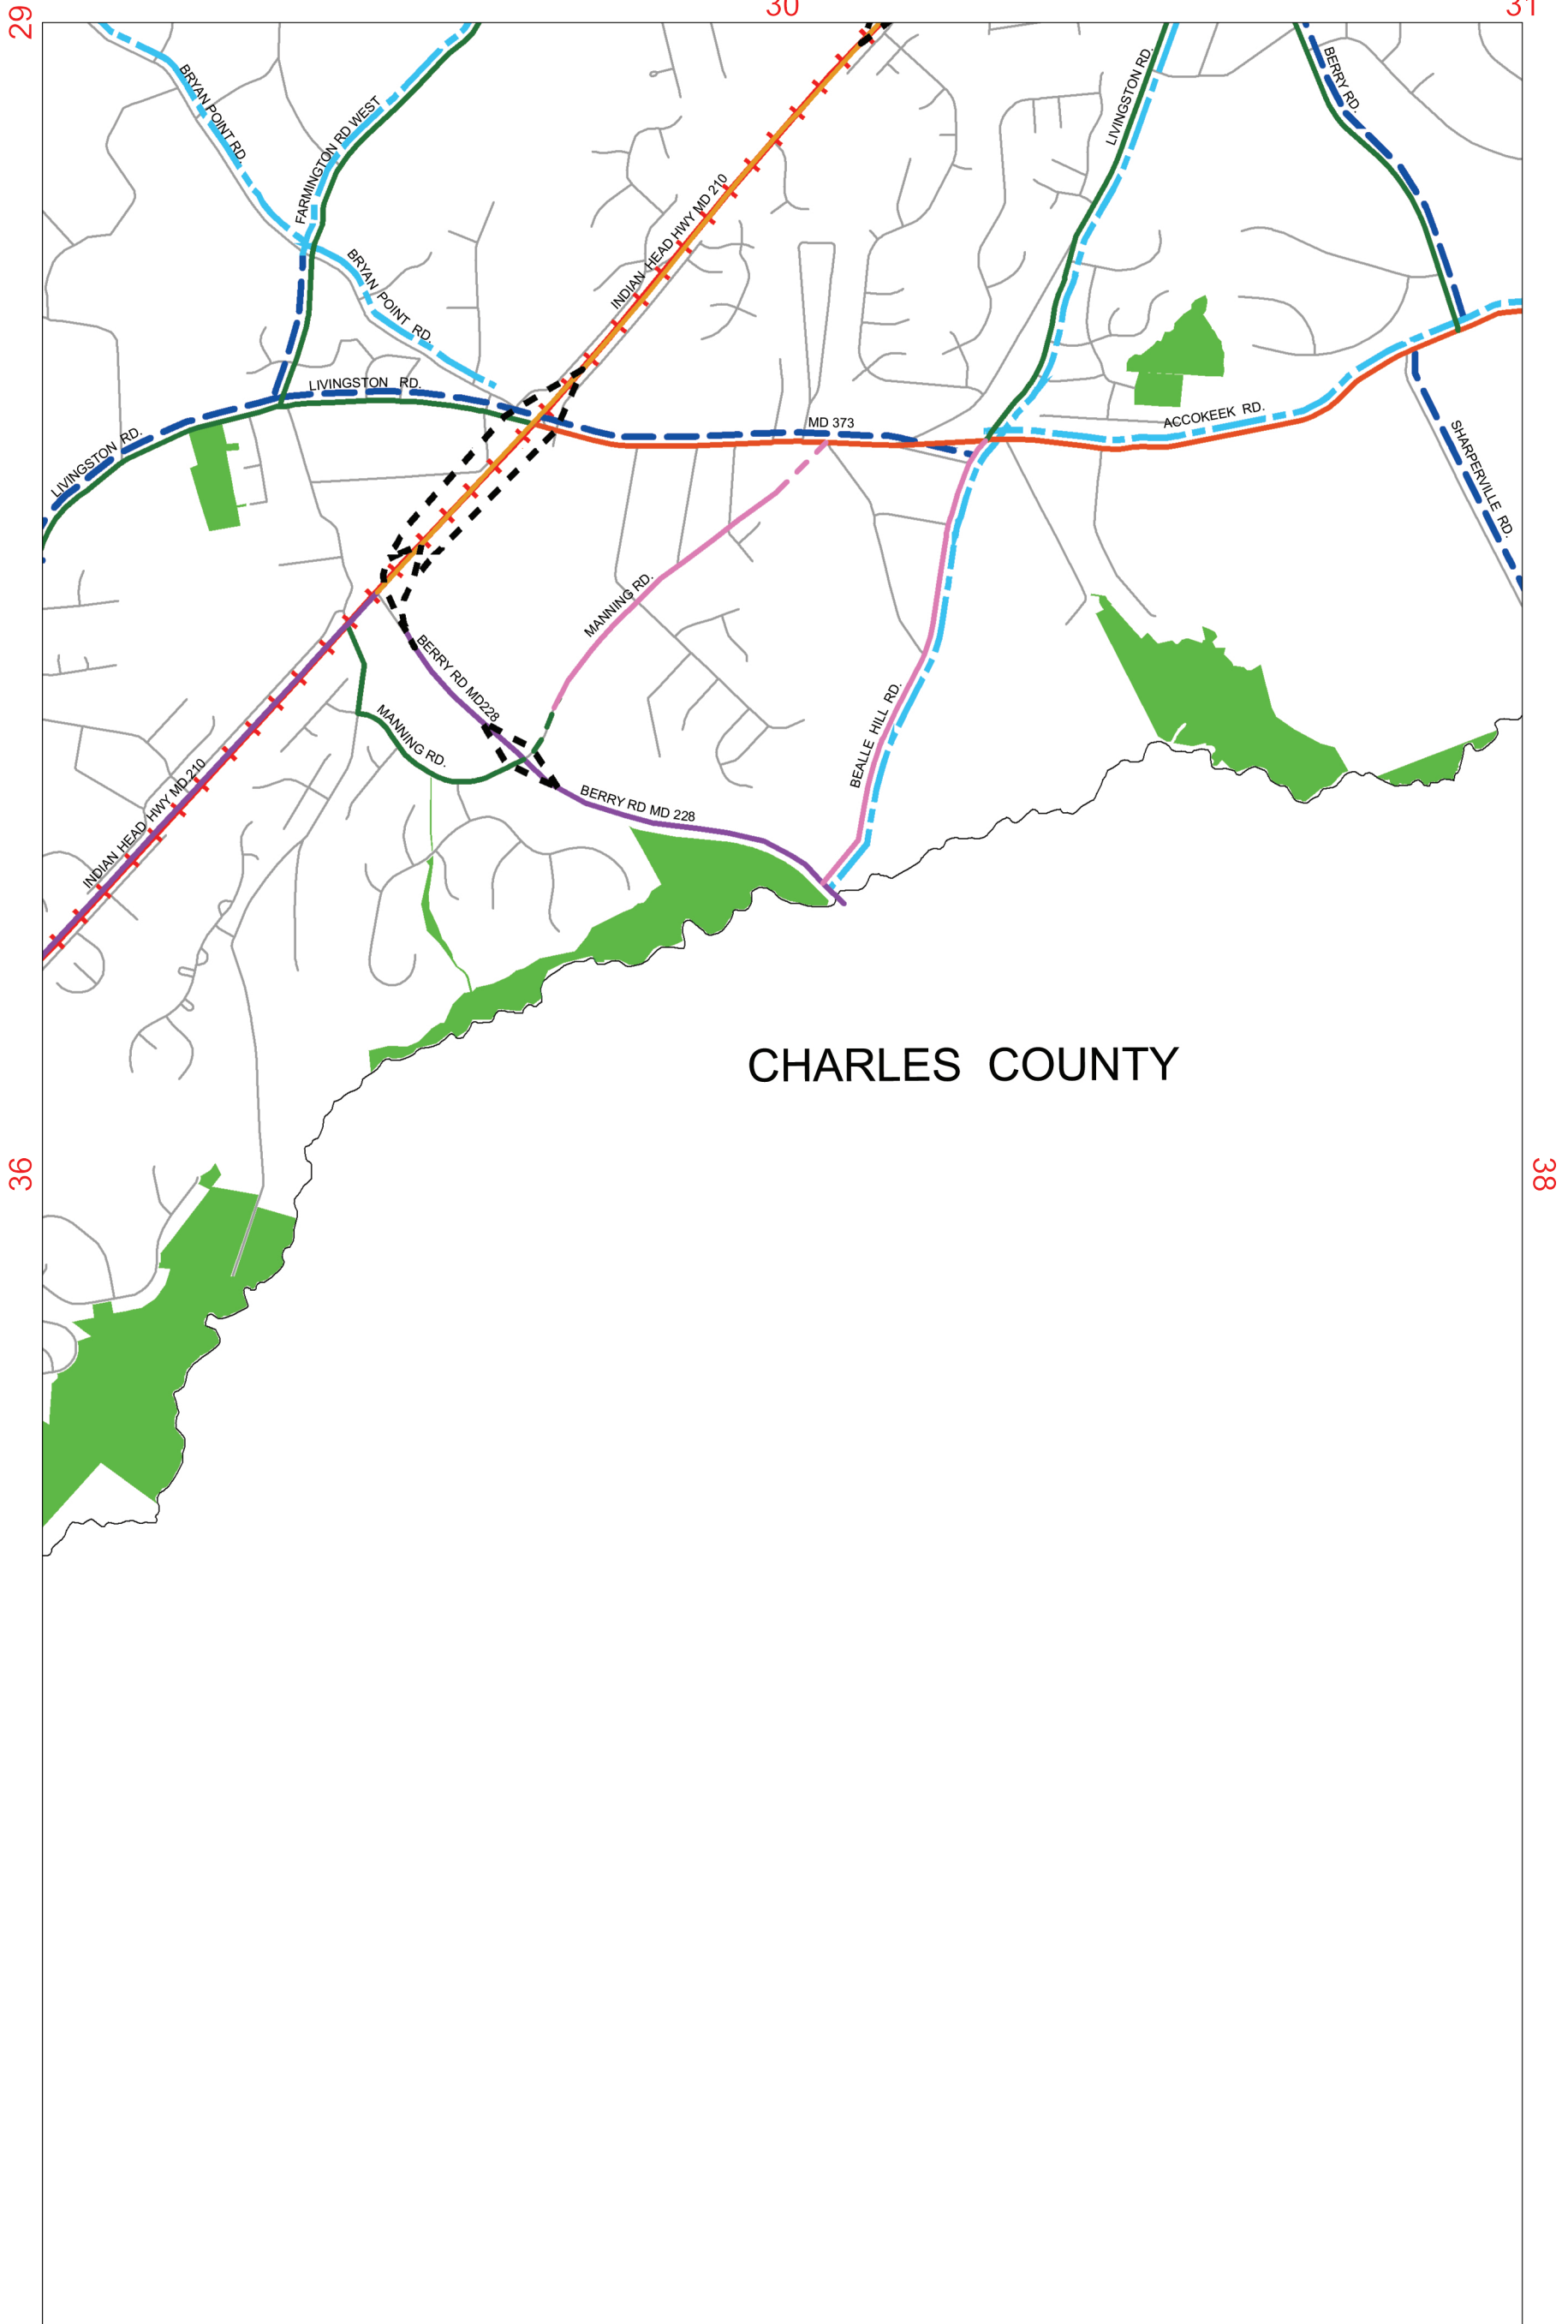 29
30
31
BRYAN POINT RD.
FARMINGTON RD WEST
LIVINGSTON RD.
BERRY RD.
INDIAN HEAD HWY MD 210
BRYAN POINT RD.
LIVINGSTON RD.
MD 373
ACCOKEEK RD.
LIVINGSTON RD.
SHARPERVILLE RD.
MANNING RD.
BERRY RD MD228
MANNING RD.
BEALLE HILL RD.
INDIAN HEAD HWY MD 210
BERRY RD MD 228
CHARLES COUNTY
36
38